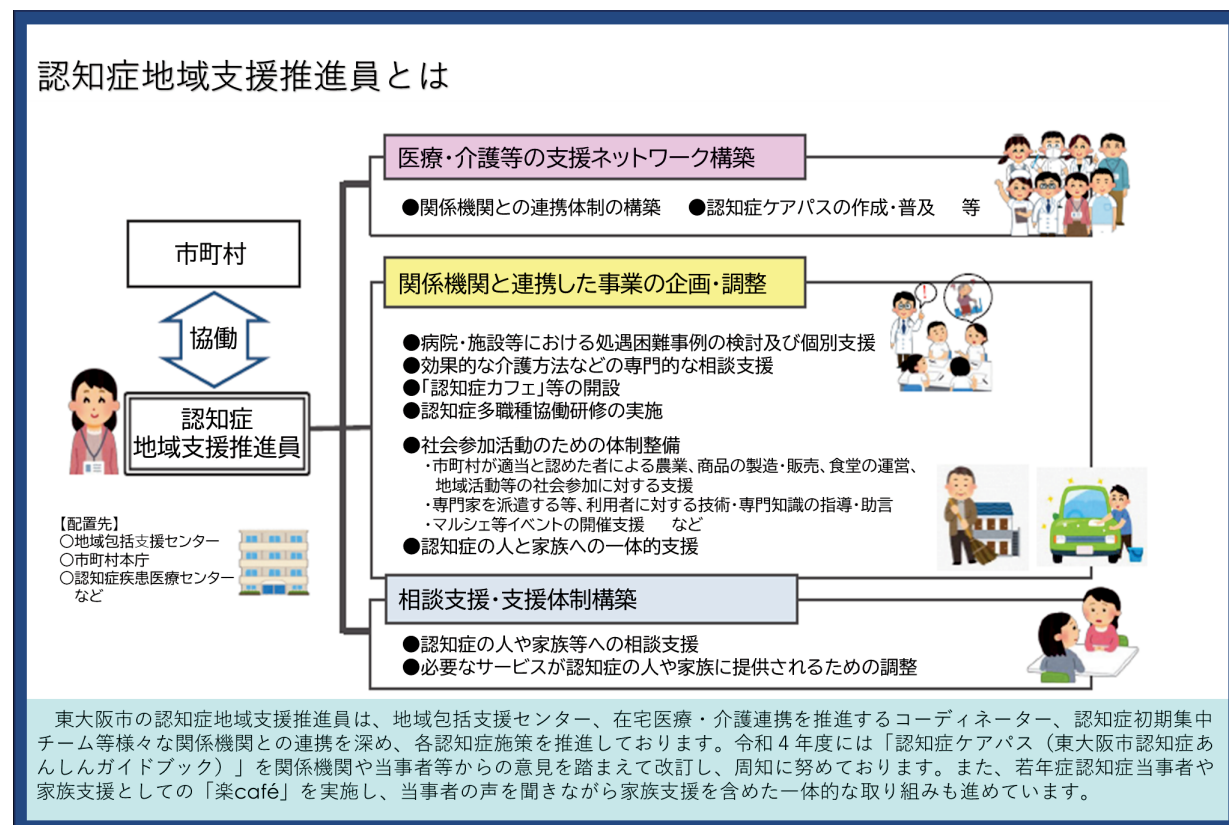 認知症地域支援推進員とは
医療・介護等の支援ネットワーク構築
●関係機関との連携体制の構築　●認知症ケアパスの作成・普及　等
市町村
協働
認知症
地域支援推進員
【配置先】
○地域包括支援センター
○市町村本庁
○認知症疾患医療センター
など
関係機関と連携した事業の企画・調整
●病院・施設等における処遇困難事例の検討及び個別支援
●効果的な介護方法などの専門的な相談支援
●「認知症カフェ」等の開設
●認知症多職種協働研修の実施
●社会参加活動のための体制整備
・市町村が適当と認めた者による農業、商品の製造・販売、食堂の運営、
地域活動等の社会参加に対する支援
・専門家を派遣する等、利用者に対する技術・専門知識の指導・助言
・マルシェ等イベントの開催支援　など
●認知症の人と家族への一体的支援
相談支援・支援体制構築
●認知症の人や家族等への相談支援
●必要なサービスが認知症の人や家族に提供されるための調整
東大阪市の認知症地域支援推進員は、地域包括支援センター、在宅医療・介護連携を推進するコーディネーター、認知症初期集中
チーム等様々な関係機関との連携を深め、各認知症施策を推進しております。令和４年度には「認知症ケアパス（東大阪市認知症あ
んしんガイドブック）」を関係機関や当事者等からの意見を踏まえて改訂し、周知に努めております。また、若年症認知症当事者や
家族支援としての「楽café」を実施し、当事者の声を聞きながら家族支援を含めた一体的な取り組みも進めています。